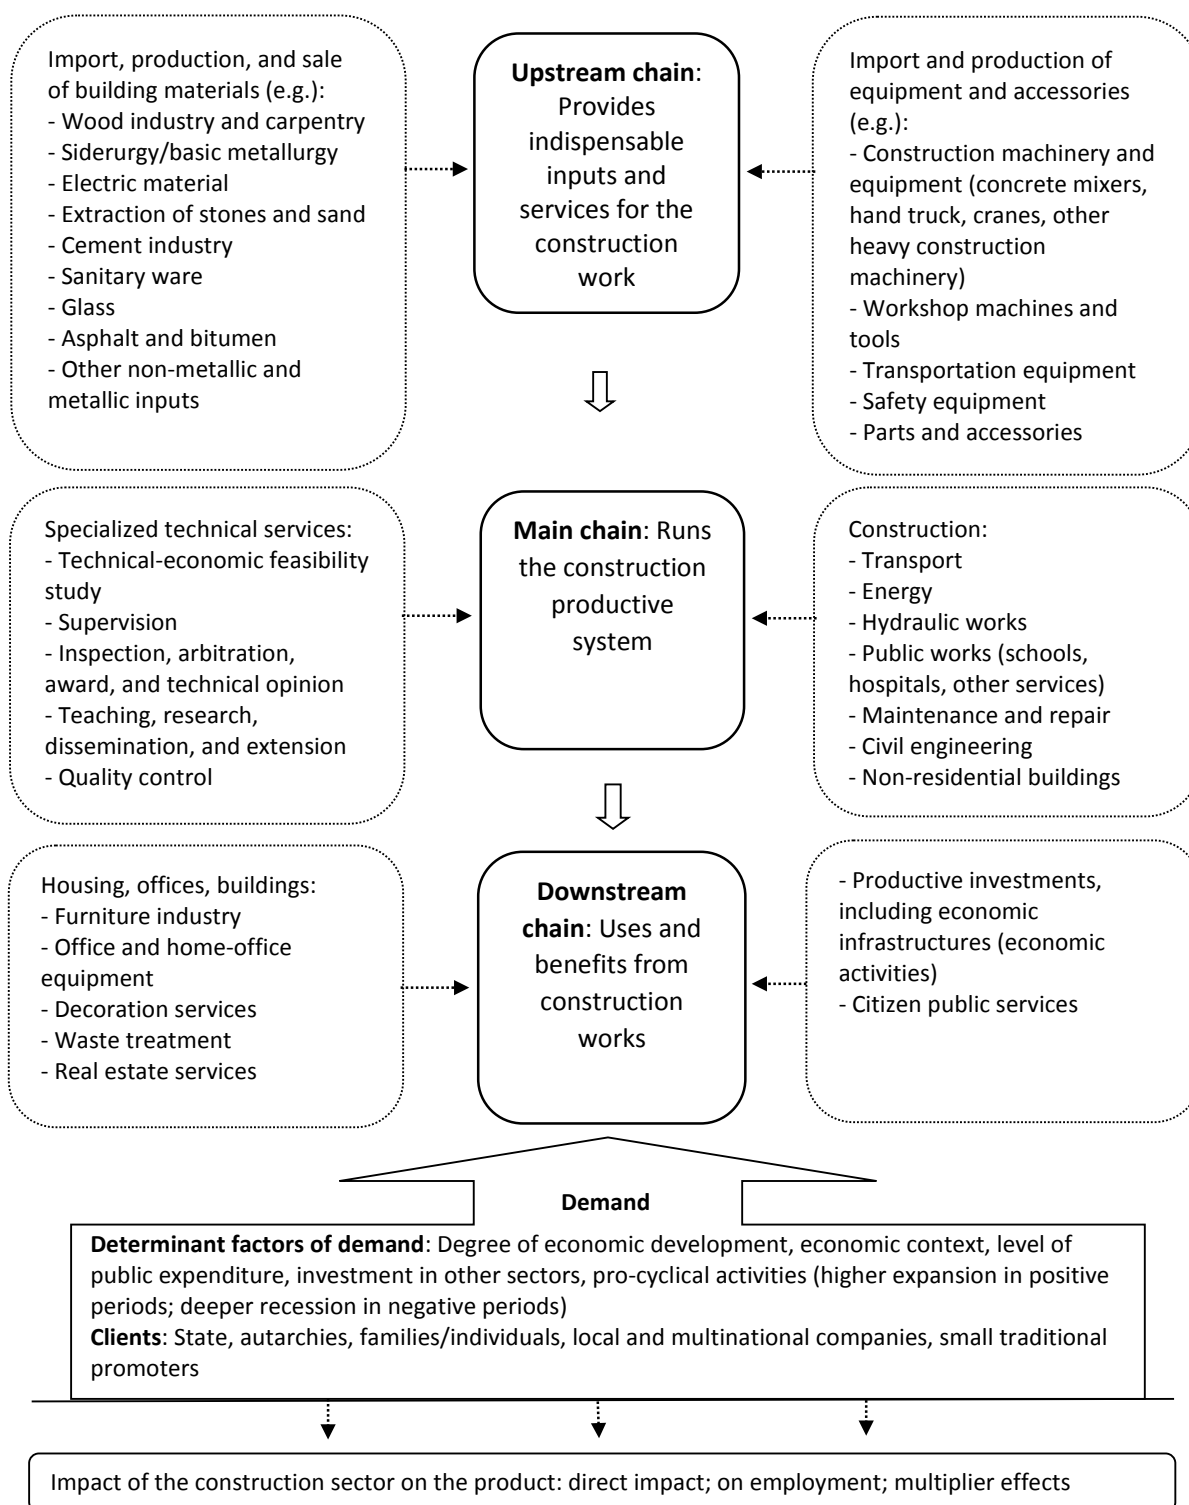 Import, production, and sale
of building materials (e.g.):
- Wood industry and carpentry
- Siderurgy/basic metallurgy
- Electric material
- Extraction of stones and sand
- Cement industry
- Sanitary ware
- Glass
- Asphalt and bitumen
- Other non-metallic and
metallic inputs
Upstream chain:
Provides
indispensable
inputs and
services for the
construction
work
Import and production of
equipment and accessories
(e.g.):
- Construction machinery and
equipment (concrete mixers,
hand truck, cranes, other
heavy construction
machinery)
- Workshop machines and
tools
- Transportation equipment
- Safety equipment
- Parts and accessories
Specialized technical services:
- Technical-economic feasibility
study
- Supervision
- Inspection, arbitration,
award, and technical opinion
- Teaching, research,
dissemination, and extension
- Quality control
Main chain: Runs
the construction
productive
system
Construction:
- Transport
- Energy
- Hydraulic works
- Public works (schools,
hospitals, other services)
- Maintenance and repair
- Civil engineering
- Non-residential buildings
Housing, offices, buildings:
- Furniture industry
- Office and home-office
equipment
- Decoration services
- Waste treatment
- Real estate services
Downstream
chain: Uses and
benefits from
construction
works
- Productive investments,
including economic
infrastructures (economic
activities)
- Citizen public services
Demand
Determinant factors of demand: Degree of economic development, economic context, level of
public expenditure, investment in other sectors, pro-cyclical activities (higher expansion in positive
periods; deeper recession in negative periods)
Clients: State, autarchies, families/individuals, local and multinational companies, small traditional
promoters
Impact of the construction sector on the product: direct impact; on employment; multiplier effects